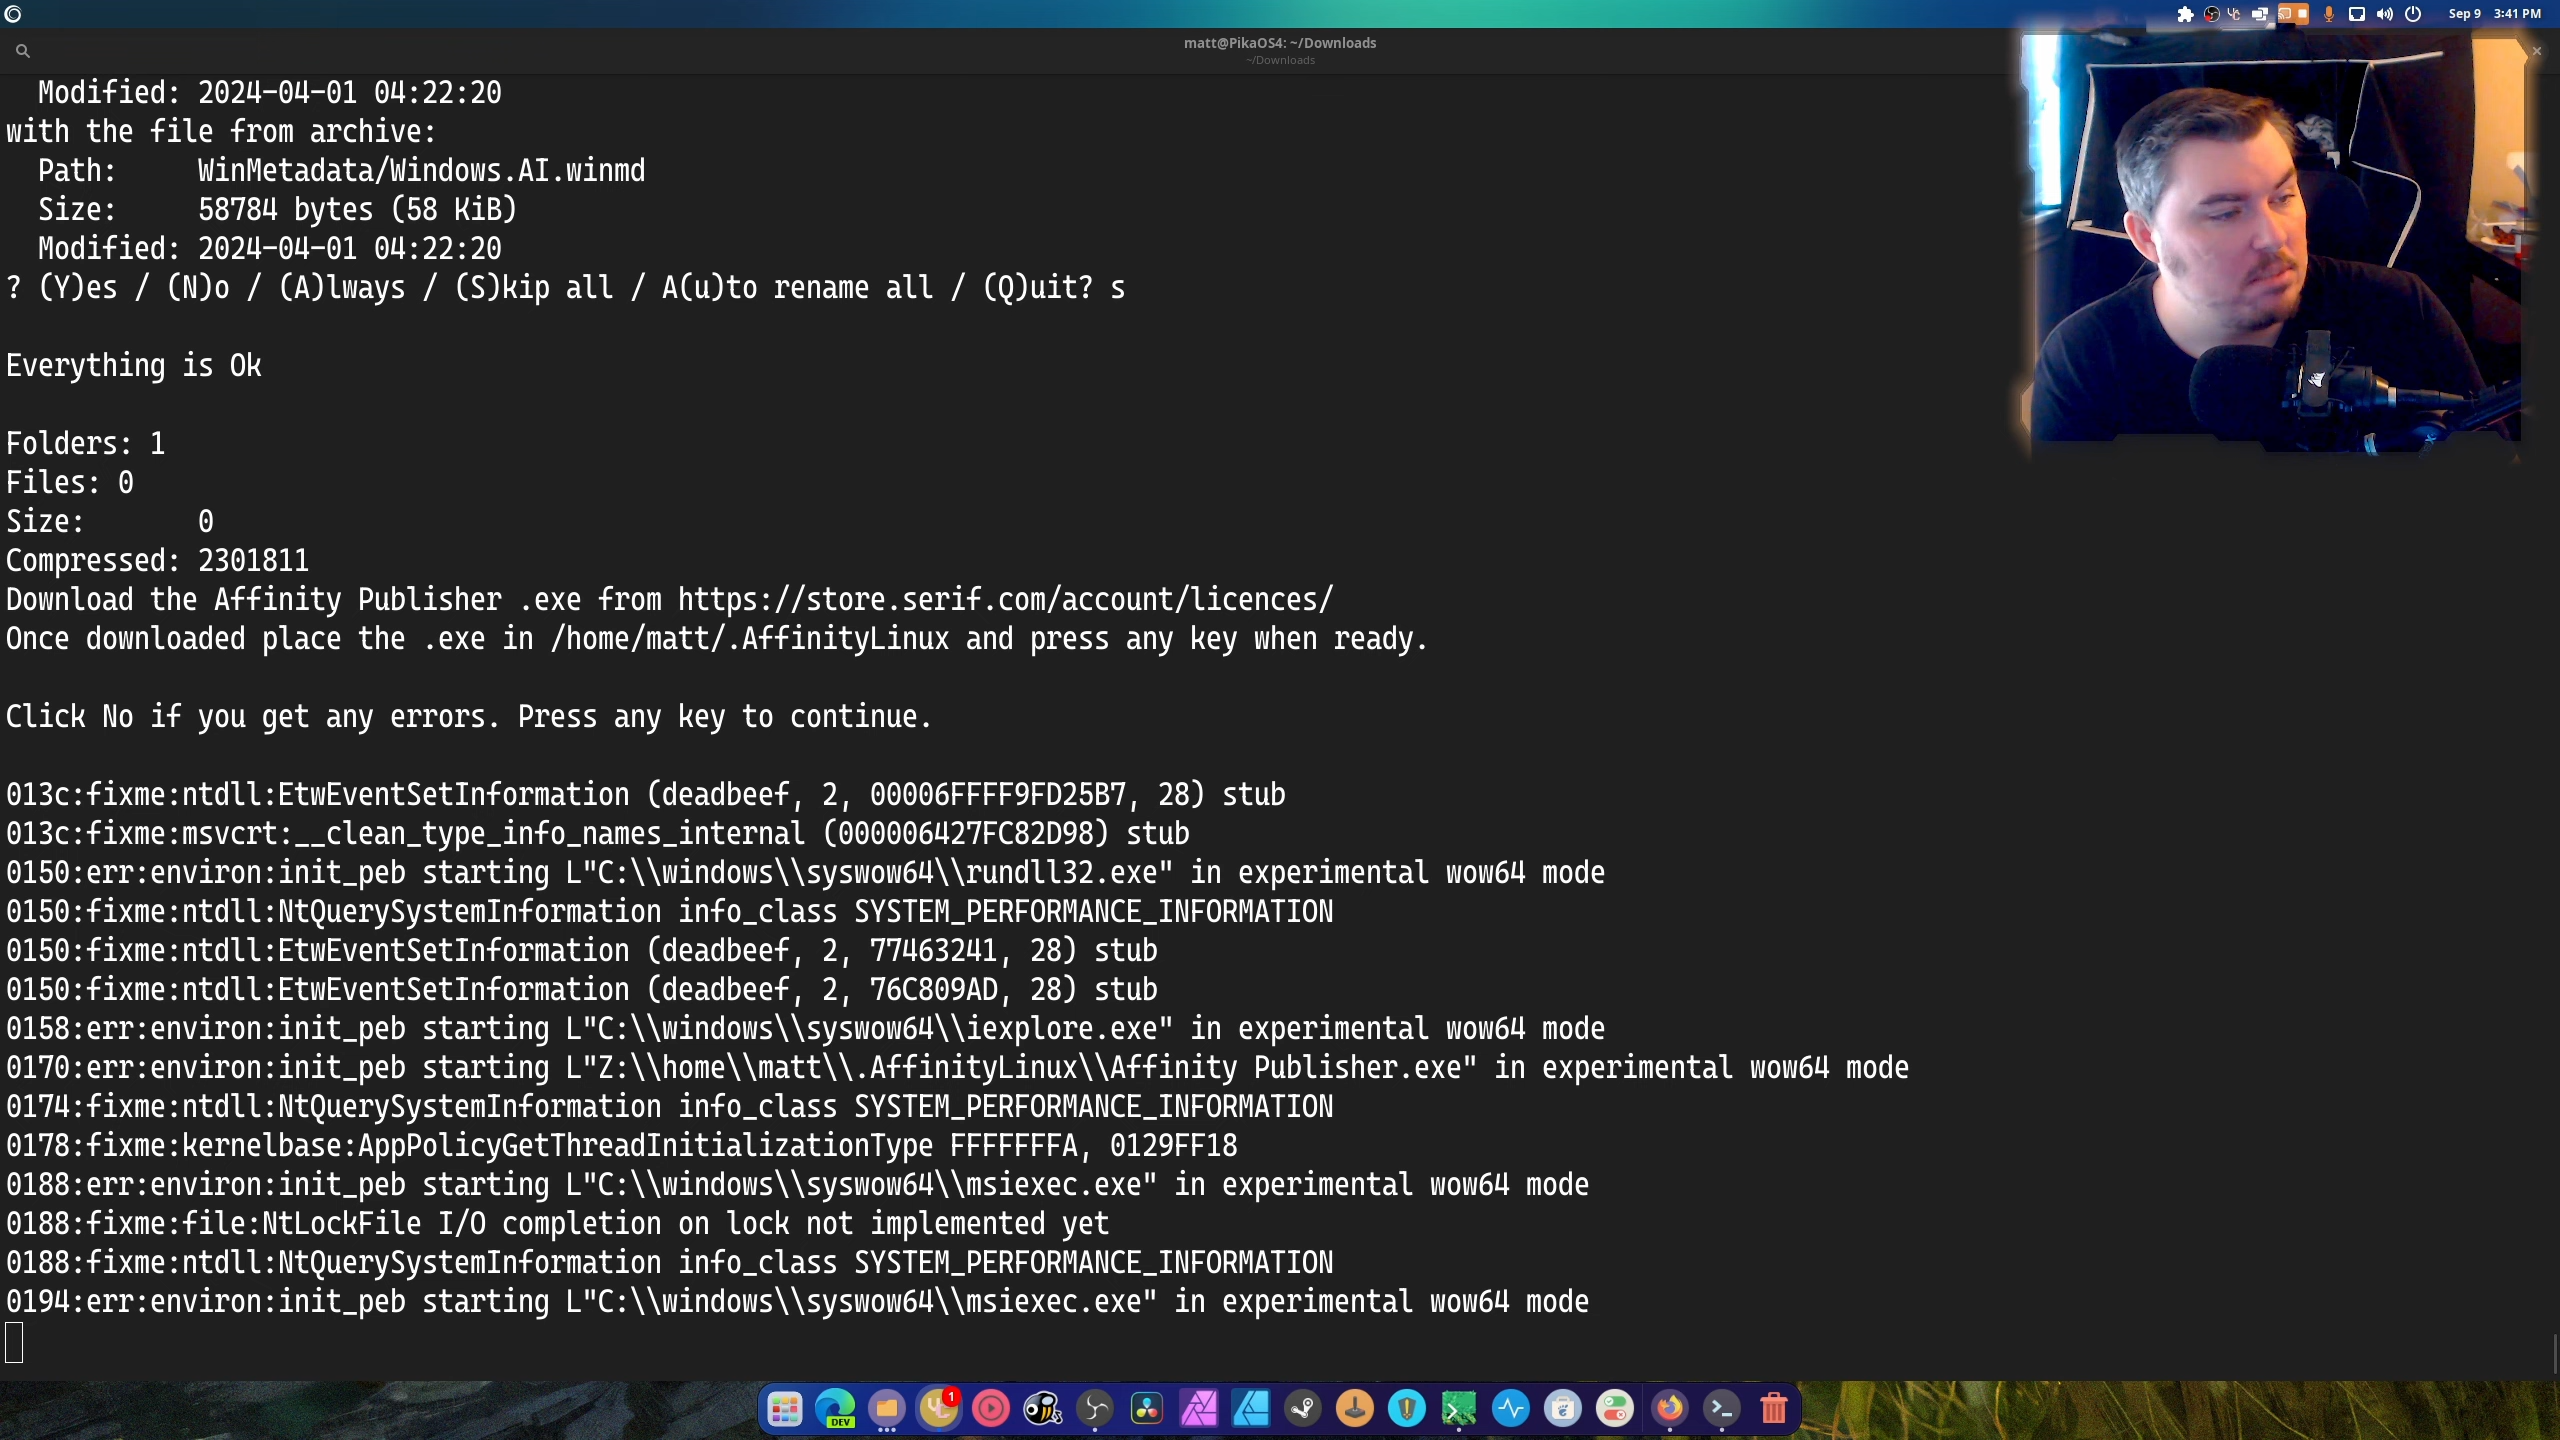 Sep 9 3:41 PM
matt@PikaOS4: ~/Downloads
~/Downloads
Modified: 2024-04-01 04:22:20
with the file from archive:
Path: WinMetadata/Windows.AI.winmd
Size: 58784 bytes (58 KiB)
Modified: 2024-04-01 04:22:20
? (Y)es / (N)o / (A)lways / (S)kip all / A(u)to rename all / (Q)uit? s
Everything is Ok
Folders: 1
Files: 0
Size: 0
Compressed: 2301811
Download the Affinity Publisher .exe from https://store.serif.com/account/licences/
Once downloaded place the .exe in /home/matt/.AffinityLinux and press any key when ready.
Click No if you get any errors. Press any key to continue.
013c:fixme:ntdll:EtwEventSetInformation (deadbeef, 2, 00006FFFF9FD25B7, 28) stub
013c:fixme:msvcrt:__clean_type_info_names_internal (000006427FC82D98) stub
0150:err:environ:init_peb starting L"C:\\windows\\syswow64\\rundll32.exe" in experimental wow64 mode
0150:fixme:ntdll:NtQuerySystemInformation info_class SYSTEM_PERFORMANCE_INFORMATION
0150:fixme:ntdll:EtwEventSetInformation (deadbeef, 2, 77463241, 28) stub
0150:fixme:ntdll:EtwEventSetInformation (deadbeef, 2, 76C809AD, 28) stub
0158:err:environ:init_peb starting L"C:\\windows\\syswow64\\iexplore.exe" in experimental wow64 mode
0170:err:environ:init_peb starting L"Z:\\home\\matt\\.AffinityLinux\\Affinity Publisher.exe" in experimental wow64 mode
0174:fixme:ntdll:NtQuerySystemInformation info_class SYSTEM_PERFORMANCE_INFORMATION
0178:fixme:kernelbase:AppPolicyGetThreadInitializationType FFFFFFFA, 0129FF18
0188:err:environ:init_peb starting L"C:\\windows\\syswow64\\msiexec.exe" in experimental wow64 mode
0188:fixme:file:NtLockFile I/O completion on lock not implemented yet
0188:fixme:ntdll:NtQuerySystemInformation info_class SYSTEM_PERFORMANCE_INFORMATION
0194:err:environ:init_peb starting L"C:\\windows\\syswow64\\msiexec.exe" in experimental wow64 mode
DEV
1